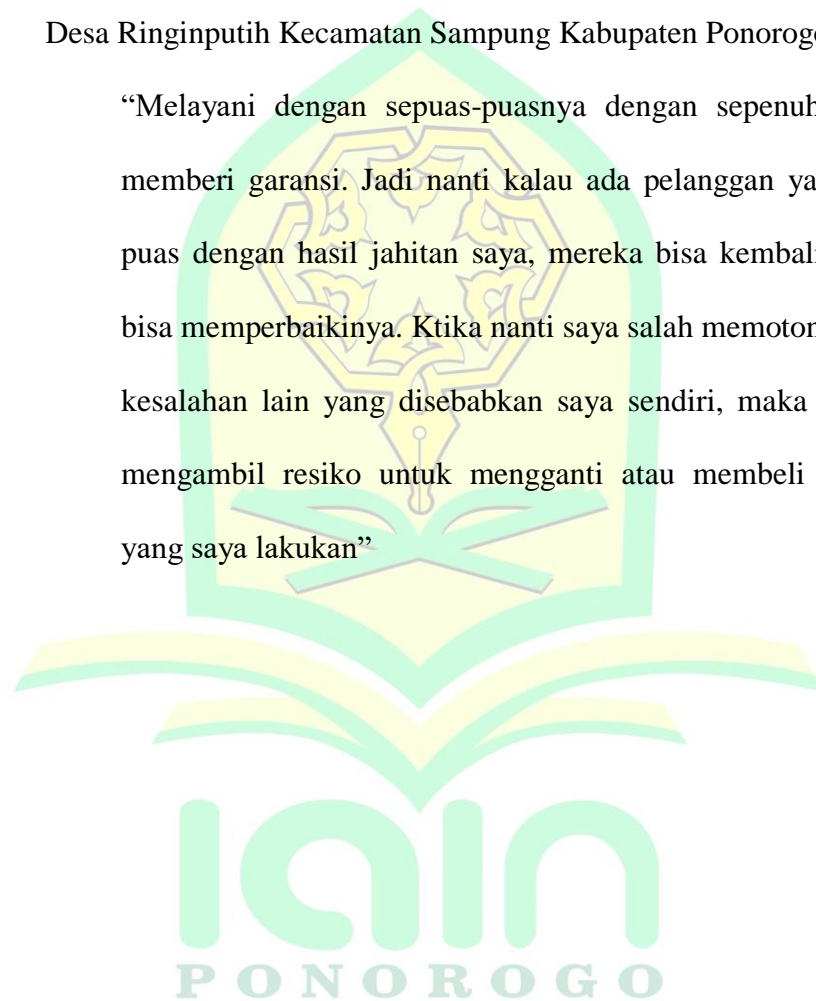 Desa Ringinputih Kecamatan Sampung Kabupaten Ponorogo
“Melayani dengan sepuas-puasnya dengan sepenuh
memberi garansi. Jadi nanti kalau ada pelanggan ya
puas dengan hasil jahitan saya, mereka bisa kembali
bisa memperbaikinya. Ktika nanti saya salah memoton
kesalahan lain yang disebabkan saya sendiri, maka
mengambil resiko untuk mengganti atau membeli
yang saya lakukan”
iain
PONOROGO